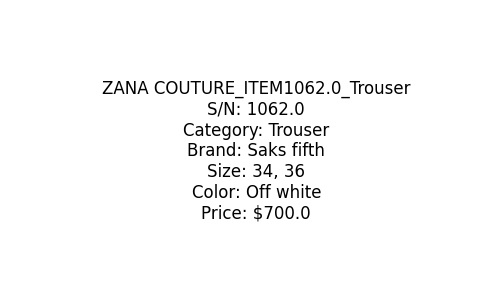 ZANA COUTURE_ITEM1062.0_Trouser
S/N: 1062.0
Category: Trouser
Brand: Saks fifth
Size: 34, 36
Color: Off white
Price: $700.0